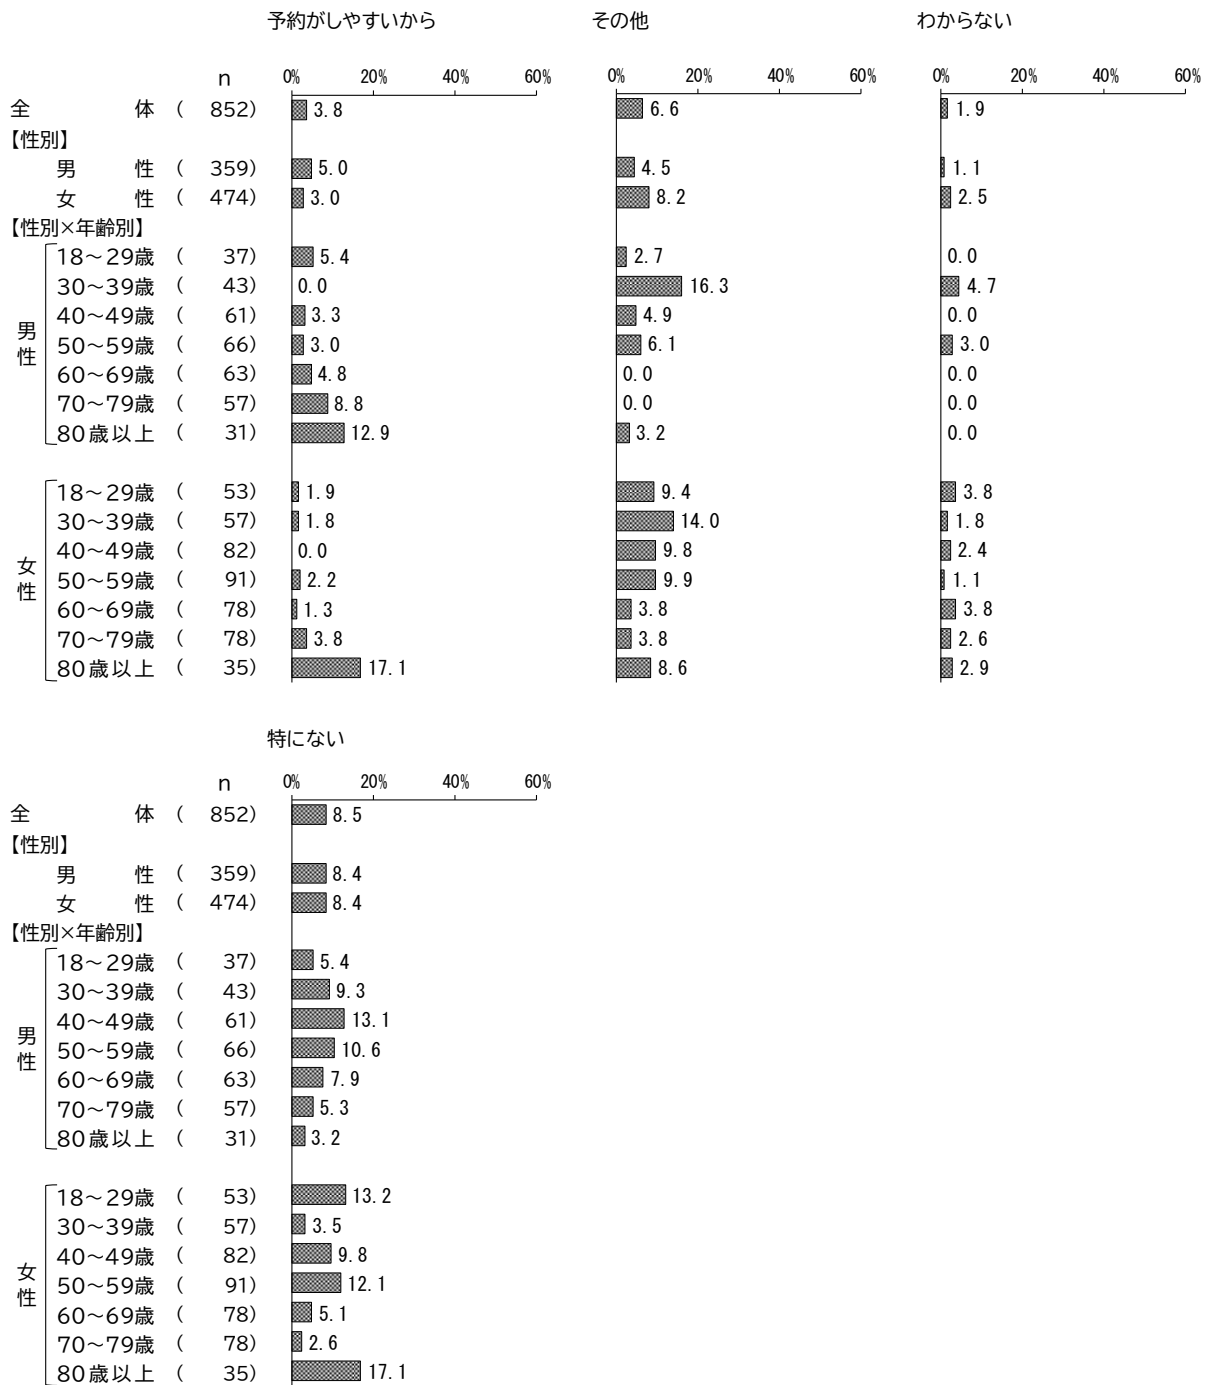 予約がしやすいから その他 わからない
n 0% 20% 40% 60% 0% 20% 40% 60% 0% 20% 40% 60%
全体 ( 852) 3.8 6.6 1.9
【性別】
男性 ( 359) 5.0 4.5 1.1
女性 ( 474) 3.0 8.2 2.5
【性別×年齢別】
男性
18～29歳 ( 37) 5.4 2.7 0.0
30～39歳 ( 43) 0.0 16.3 4.7
40～49歳 ( 61) 3.3 4.9 0.0
50～59歳 ( 66) 3.0 6.1 3.0
60～69歳 ( 63) 4.8 0.0 0.0
70～79歳 ( 57) 8.8 0.0 0.0
80歳以上 ( 31) 12.9 3.2 0.0
女性
18～29歳 ( 53) 1.9 9.4 3.8
30～39歳 ( 57) 1.8 14.0 1.8
40～49歳 ( 82) 0.0 9.8 2.4
50～59歳 ( 91) 2.2 9.9 1.1
60～69歳 ( 78) 1.3 3.8 3.8
70～79歳 ( 78) 3.8 3.8 2.6
80歳以上 ( 35) 17.1 8.6 2.9
特にない
n 0% 20% 40% 60%
全体 ( 852) 8.5
【性別】
男性 ( 359) 8.4
女性 ( 474) 8.4
【性別×年齢別】
男性
18～29歳 ( 37) 5.4
30～39歳 ( 43) 9.3
40～49歳 ( 61) 13.1
50～59歳 ( 66) 10.6
60～69歳 ( 63) 7.9
70～79歳 ( 57) 5.3
80歳以上 ( 31) 3.2
女性
18～29歳 ( 53) 13.2
30～39歳 ( 57) 3.5
40～49歳 ( 82) 9.8
50～59歳 ( 91) 12.1
60～69歳 ( 78) 5.1
70～79歳 ( 78) 2.6
80歳以上 ( 35) 17.1